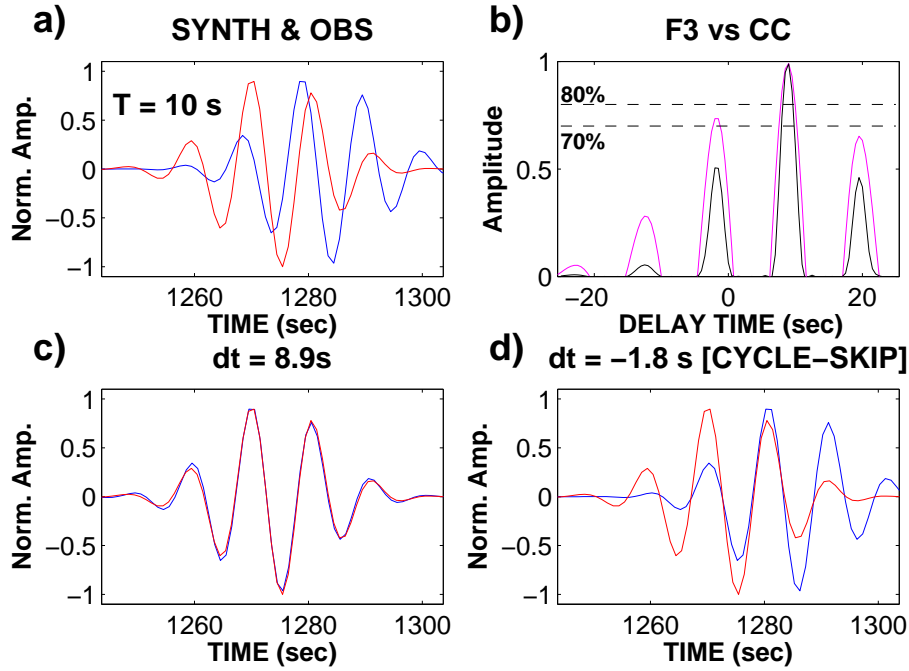 a)
SYNTH & OBS
b)
F3 vs CC
T = 10 s
Norm. Amp.
1
0.5
0
−0.5
−1
1260
1280
1300
TIME (sec)
Amplitude
1
0.5
0
80%
70%
−20
0
20
DELAY TIME (sec)
c)
dt = 8.9s
d)
dt = −1.8 s [CYCLE−SKIP]
Norm. Amp.
1
0.5
0
−0.5
−1
1260
1280
1300
TIME (sec)
Norm. Amp.
1
0.5
0
−0.5
−1
1260
1280
1300
TIME (sec)